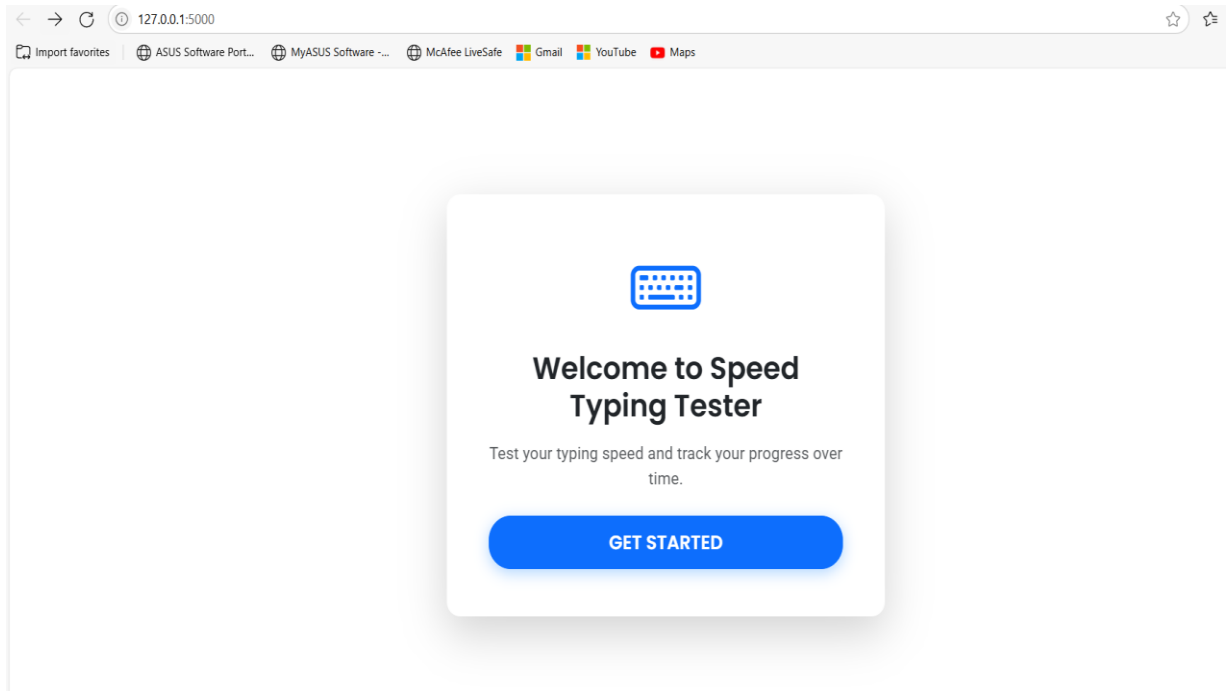 127.0.0.1:5000
Import favorites ASUS Software Port... MyASUS Software -... McAfee LiveSafe Gmail YouTube Maps
Welcome to Speed
Typing Tester
Test your typing speed and track your progress over
time.
GET STARTED